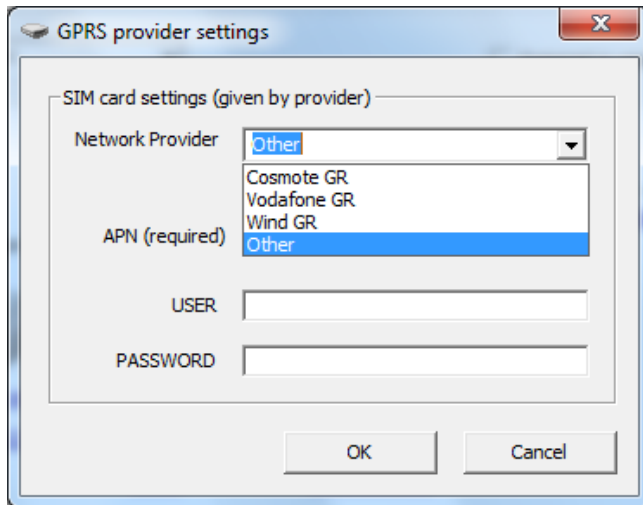 GPRS provider settings
SIM card settings (given by provider)
Network Provider
Other
Cosmote GR
Vodafone GR
Wind GR
Other
APN (required)
USER
PASSWORD
OK
Cancel